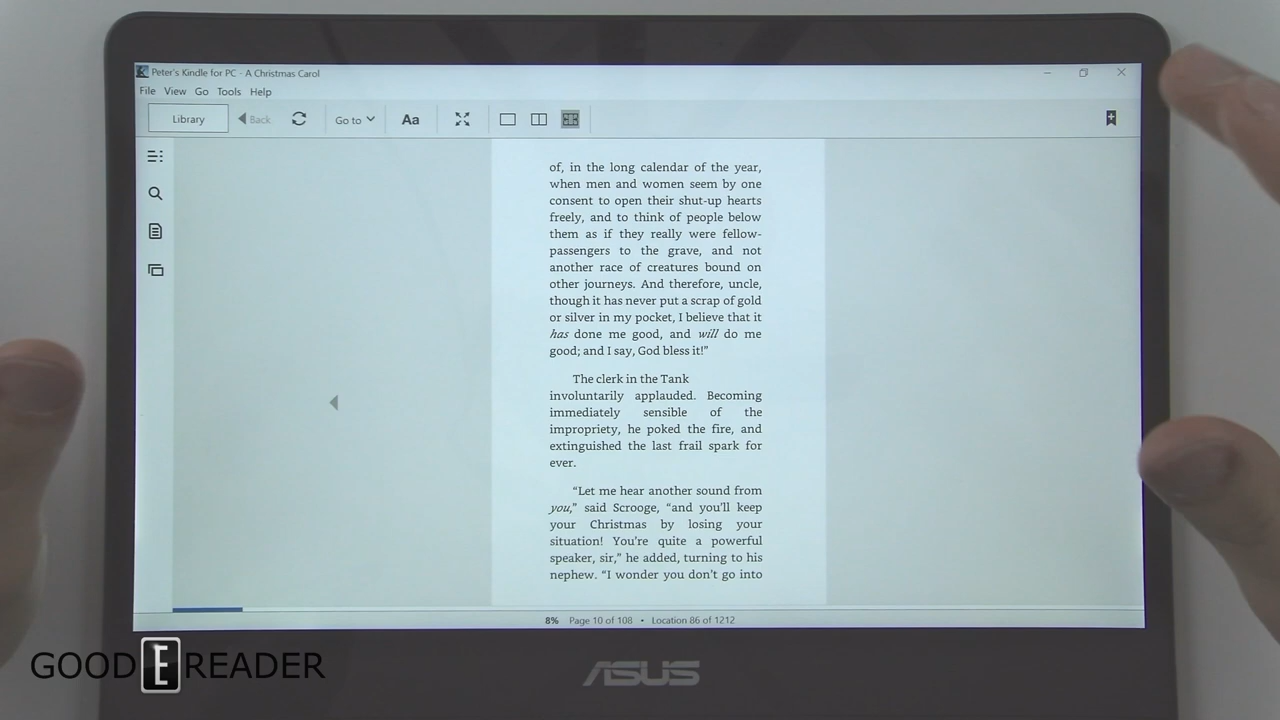 Peter's Kindle for PC - A Christmas Carol
File View Go Tools Help
Library Back Go to Aa
of, in the long calendar of the year,
when men and women seem by one
consent to open their shut-up hearts
freely, and to think of people below
them as if they really were fellow-
passengers to the grave, and not
another race of creatures bound on
other journeys. And therefore, uncle,
though it has never put a scrap of gold
or silver in my pocket, I believe that it
has done me good, and will do me
good; and I say, God bless it!”
The clerk in the Tank
involuntarily applauded. Becoming
immediately sensible of the
impropriety, he poked the fire, and
extinguished the last frail spark for
ever.
“Let me hear another sound from
you,” said Scrooge, “and you’ll keep
your Christmas by losing your
situation! You’re quite a powerful
speaker, sir,” he added, turning to his
nephew. “I wonder you don’t go into
8% Page 10 of 108 • Location 86 of 1212
GOOD E READER
ASUS